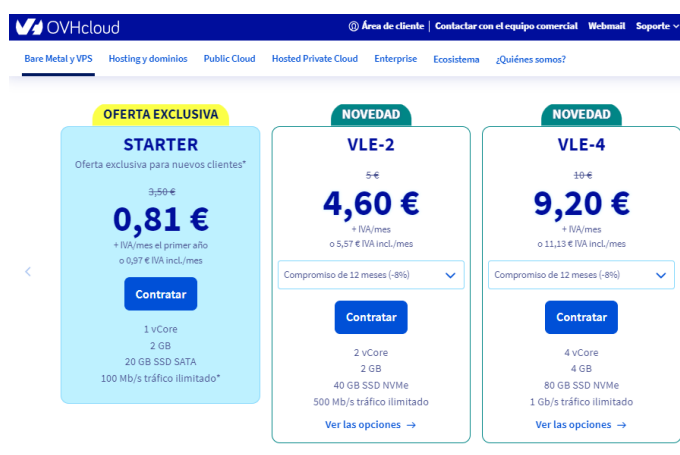 OVHcloud
Área de cliente | Contactar con el equipo comercial Webmail Soporte
Bare Metal y VPS Hosting y dominios Public Cloud Hosted Private Cloud Enterprise Ecosistema ¿Quiénes somos?
OFERTA EXCLUSIVA
STARTER
Oferta exclusiva para nuevos clientes*
3,50 €
0,81 €
+ IVA/mes el primer año
o 0,97 € IVA incl./mes
Contratar
1 vCore
2 GB
20 GB SSD SATA
100 Mb/s tráfico ilimitado*
NOVEDAD
VLE-2
5 €
4,60 €
+ IVA/mes
o 5,57 € IVA incl./mes
Compromiso de 12 meses (-8%)
Contratar
2 vCore
2 GB
40 GB SSD NVMe
500 Mb/s tráfico ilimitado
Ver las opciones →
NOVEDAD
VLE-4
10 €
9,20 €
+ IVA/mes
o 11,13 € IVA incl./mes
Compromiso de 12 meses (-8%)
Contratar
4 vCore
4 GB
80 GB SSD NVMe
1 Gb/s tráfico ilimitado
Ver las opciones →